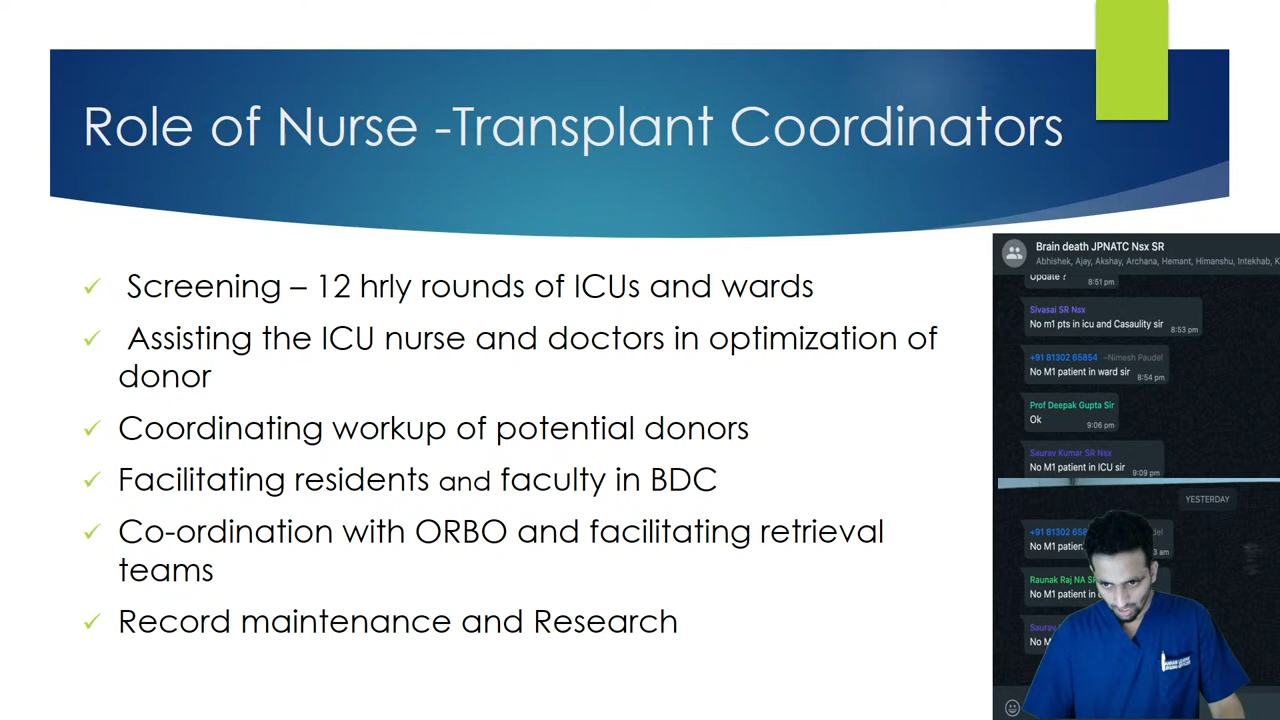 Role of Nurse -Transplant Coordinators
✓ Screening – 12 hrly rounds of ICUs and wards
✓ Assisting the ICU nurse and doctors in optimization of
donor
✓ Coordinating workup of potential donors
✓ Facilitating residents and faculty in BDC
✓ Co-ordination with ORBO and facilitating retrieval
teams
✓ Record maintenance and Research
Brain death JPNATC Nsx SR
Abhishek, Ajay, Akshay, Archana, Hemant, Himanshu, Intekhab, K
Update ?
8:51 pm
Sivasai SR Nsx
No m1 pts in icu and Casaulity sir
8:53 pm
+91 81302 65854 ~Nimesh Paudel
No M1 patient in ward sir
8:54 pm
Prof Deepak Gupta Sir
Ok
9:06 pm
Saurav Kumar SR Nsx
No M1 patient in ICU sir
9:09 pm
YESTERDAY
+91 81302
No M1
am
Raunak Raj NA
No M1 patient in
No